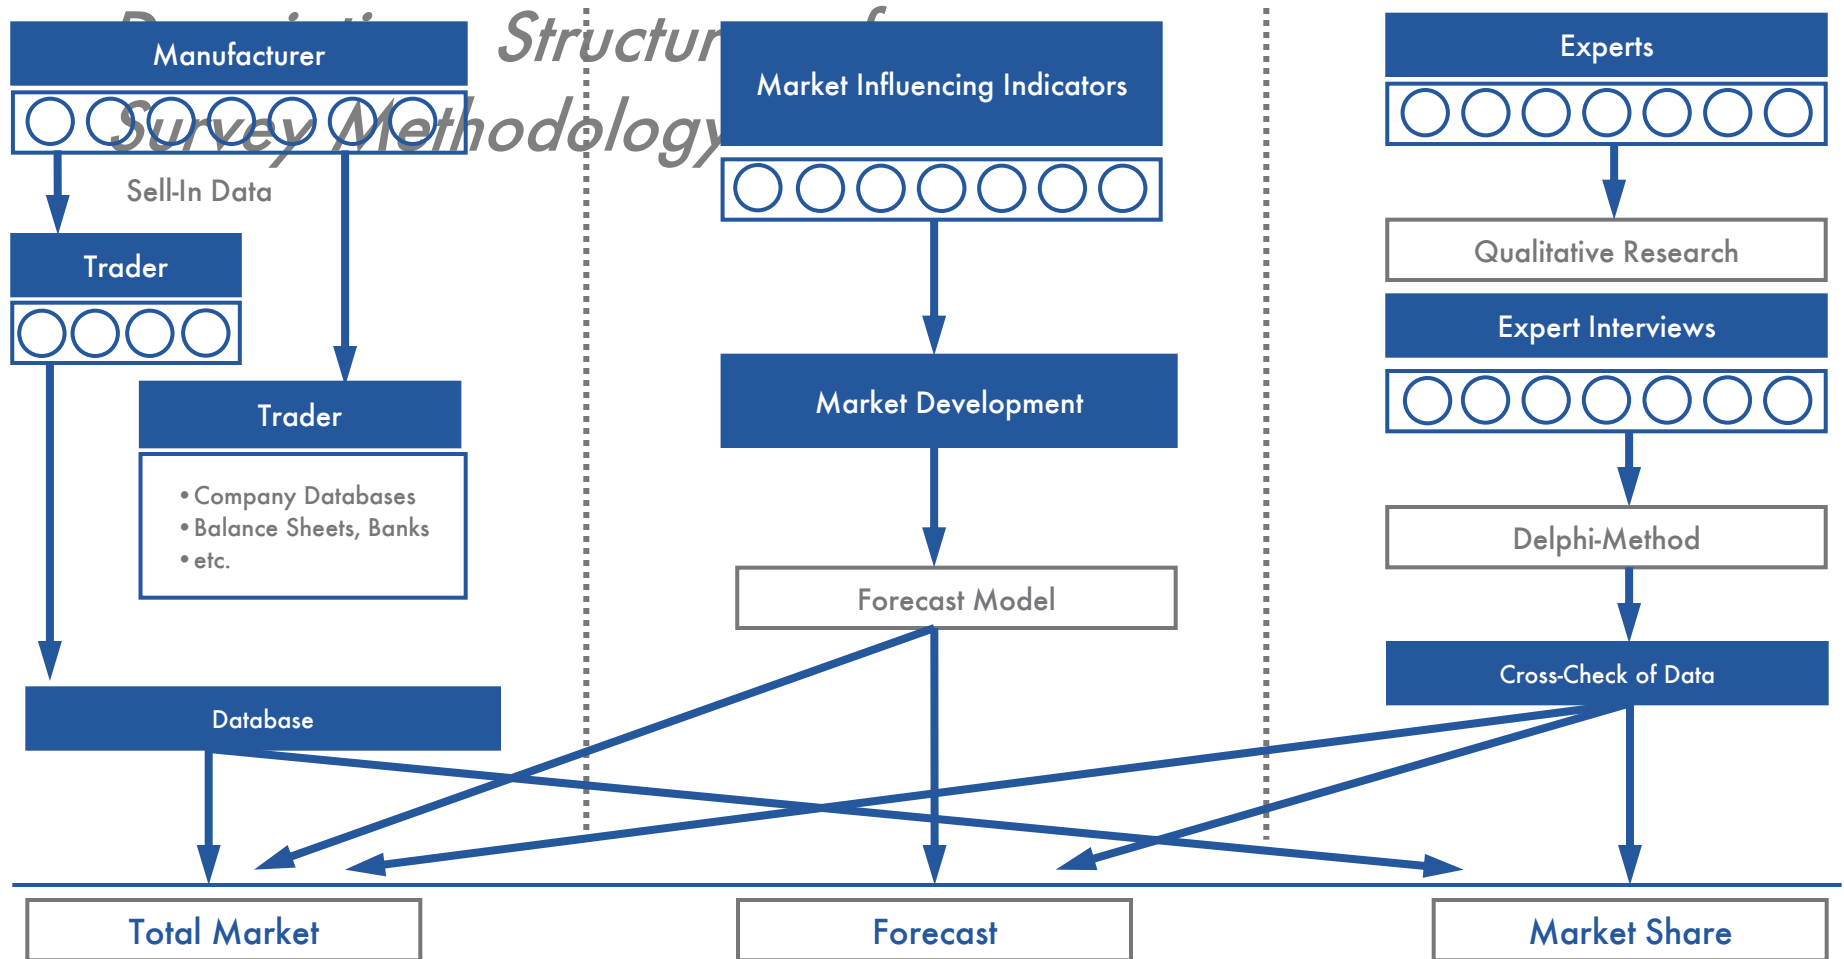 Structure
Survey Methodology
Manufacturer
Sell-In Data
Trader
Trader
•Company Databases
•Balance Sheets, Banks
•etc.
Database
Market Influencing Indicators
Market Development
Forecast Model
Experts
Qualitative Research
Expert Interviews
Delphi-Method
Cross-Check of Data
Total Market
Forecast
Market Share